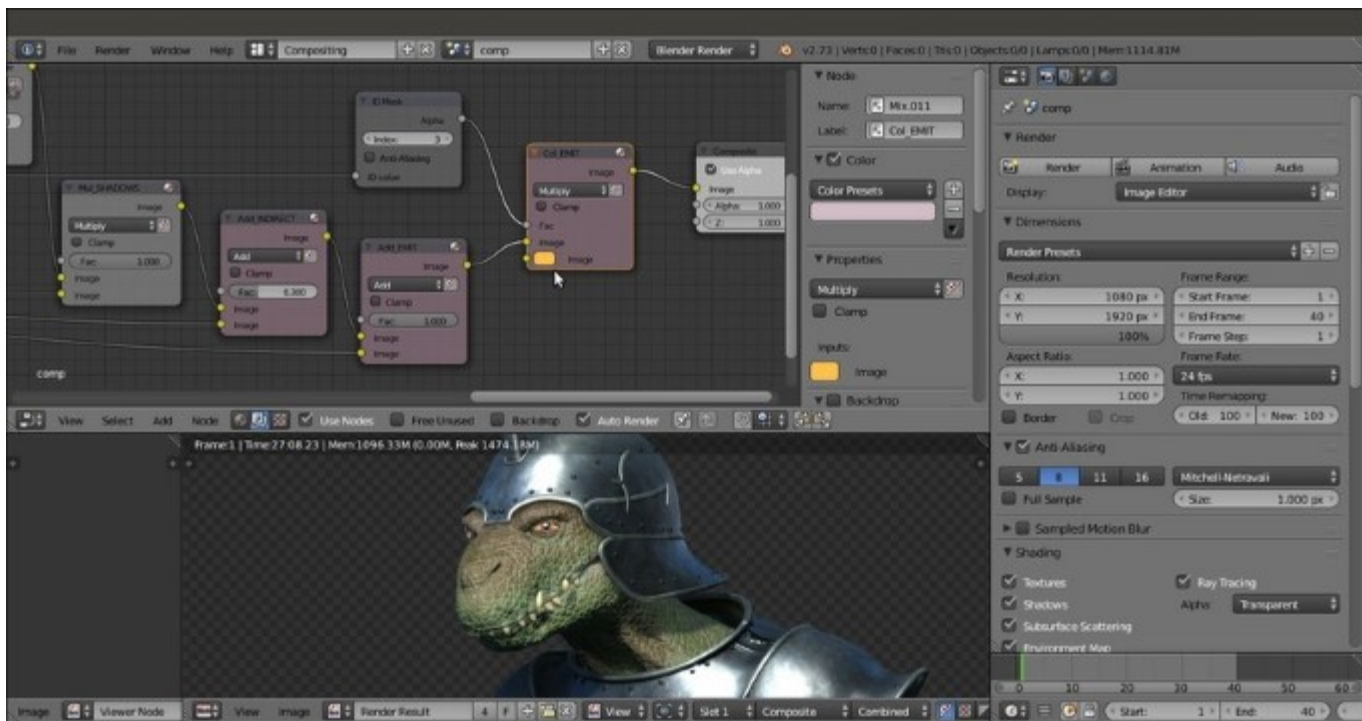 File Render Window Help Compositing comp Blender Render v2.73 | Verts:0 | Faces:0 | Tris:0 | Objects:0/0 | Lamps:0/0 | Mem:1114.81M
ID Mask
Alpha
Index: 3
Anti-Aliasing
ID value
Mul_SHADOWS
Image
Multiply
Clamp
Fac: 1.000
Image
Image
Add_INDIRECT
Image
Add
Clamp
Fac: 6.300
Image
Image
Add_EMIT
Image
Add
Clamp
Fac: 1.000
Image
Image
Col_EMIT
Image
Multiply
Clamp
Fac
Image
Image
Composite
Use Alpha
Image
Alpha: 1.000
Z: 1.000
comp
Node
Name: Mix.011
Label: Col_EMIT
Color
Color Presets
Properties
Multiply
Clamp
Inputs:
Image
Backdrop
View Select Add Node Use Nodes Free Unused Backdrop Auto Render
comp
Render
Render Animation Audio
Display: Image Editor
Dimensions
Render Presets
Resolution: Frame Range:
X: 1080 px Start Frame: 1
Y: 1920 px End Frame: 40
100% Frame Step: 1
Aspect Ratio: Frame Rate:
X: 1.000 24 fps
Y: 1.000 Time Remapping:
Border Crop Old: 100 New: 100
Anti-Aliasing
5 8 11 16 Mitchell-Netravali
Full Sample Size: 1.000 px
Sampled Motion Blur
Shading
Textures Ray Tracing
Shadows Alpha: Transparent
Subsurface Scattering
Environment Map
Frame:1 | Time:27:08.23 | Mem:1096.33M (0.00M, Peak 1474.18M)
0 10 20 30 40 50 60
Image Viewer Node View Image Render Result 4 F View Slot 1 Composite Combined Start: 1 End: 40